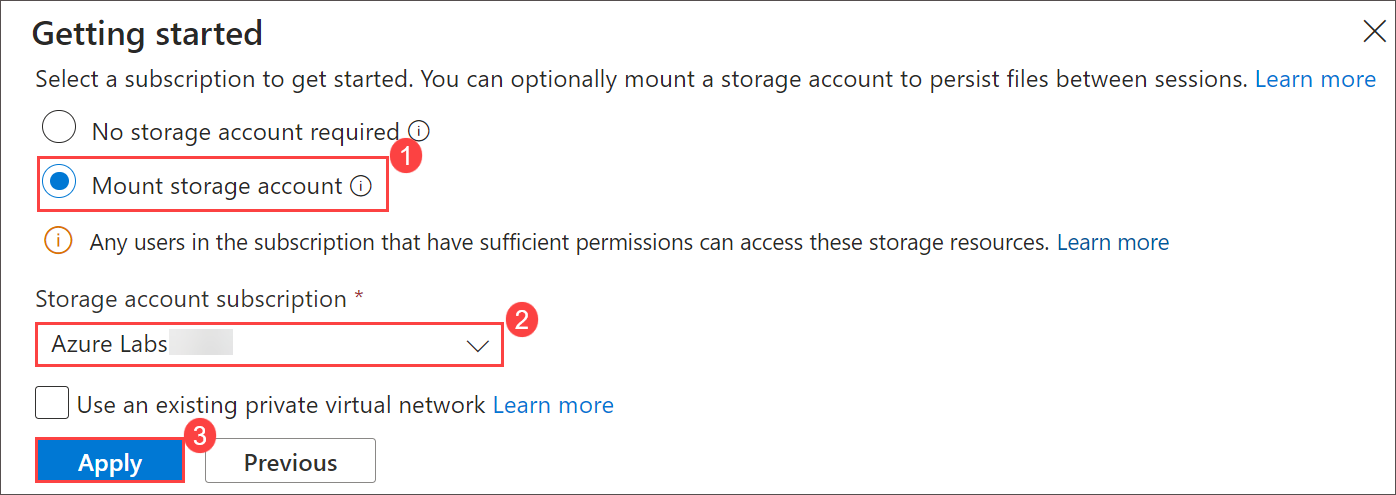 Getting started
Select a subscription to get started. You can optionally mount a storage account to persist files between sessions. Learn more
No storage account required
1
Mount storage account
Any users in the subscription that have sufficient permissions can access these storage resources. Learn more
Storage account subscription *
2
Azure Labs
Use an existing private virtual network Learn more
3
Apply Previous